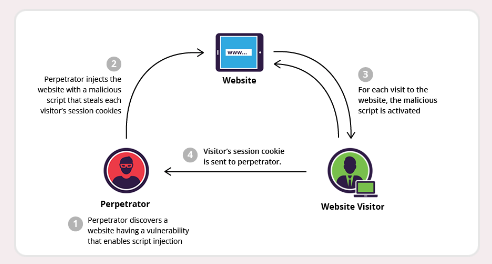 www...
Website
2
Perpetrator injects the
website with a malicious
script that steals each
visitor's session cookies
3
For each visit to the
website, the malicious
script is activated
4
Visitor's session cookie
is sent to perpetrator.
Perpetrator
Website Visitor
1
Perpetrator discovers a
website having a vulnerability
that enables script injection